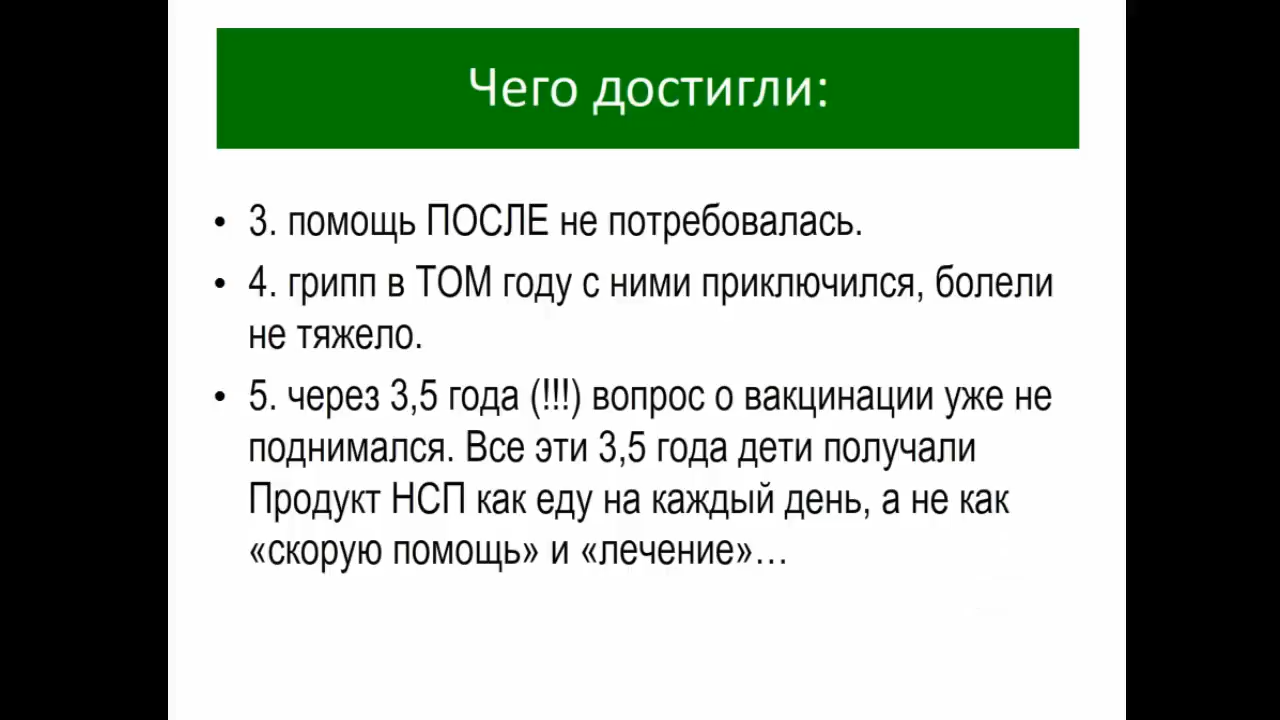 Чего достигли:
• 3. помощь ПОСЛЕ не потребовалась.
• 4. грипп в ТОМ году с ними приключился, болели
не тяжело.
• 5. через 3,5 года (!!!) вопрос о вакцинации уже не
поднимался. Все эти 3,5 года дети получали
Продукт НСП как еду на каждый день, а не как
«скорую помощь» и «лечение»…